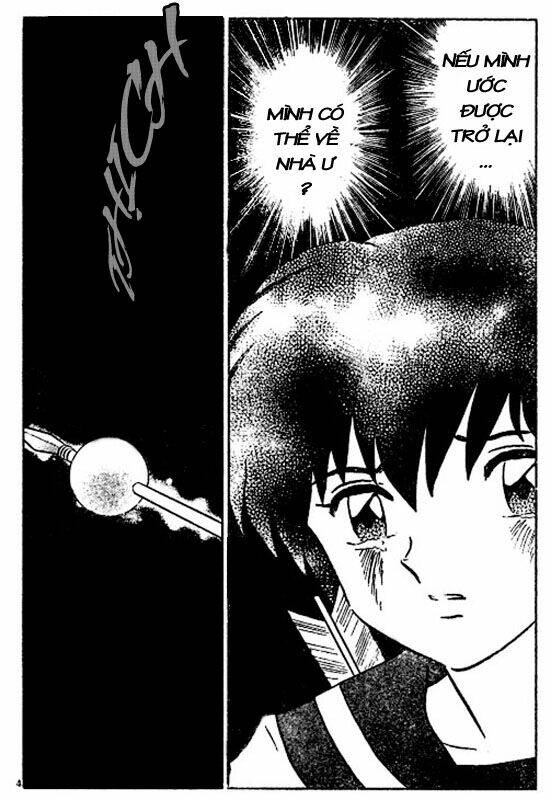 NẾU MÌNH
ƯỚC
ĐƯỢC
TRỞ LẠI
...
MÌNH CÓ
THỂ VỀ
NHÀ Ư
?
THỊCH
4